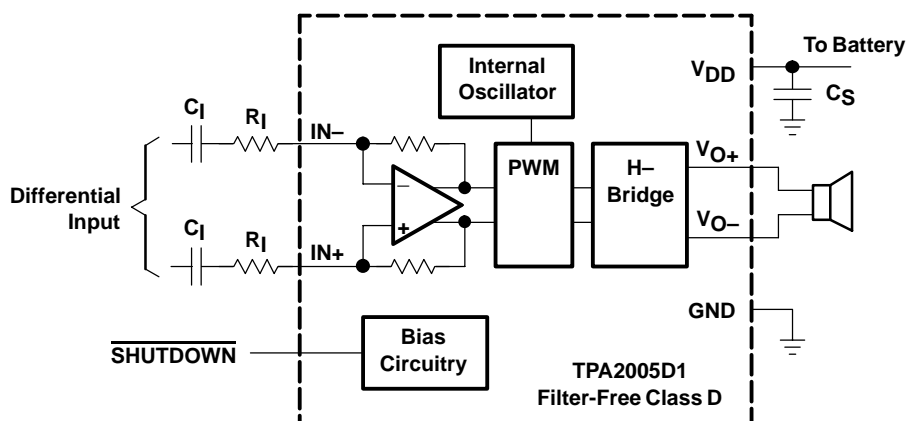 To Battery
Internal
Oscillator
VDD
CS
CI
RI
IN−
−
PWM
H−
Bridge
VO+
Differential
Input
CI
RI
IN+
+
VO−
GND
SHUTDOWN
Bias
Circuitry
TPA2005D1
Filter-Free Class D